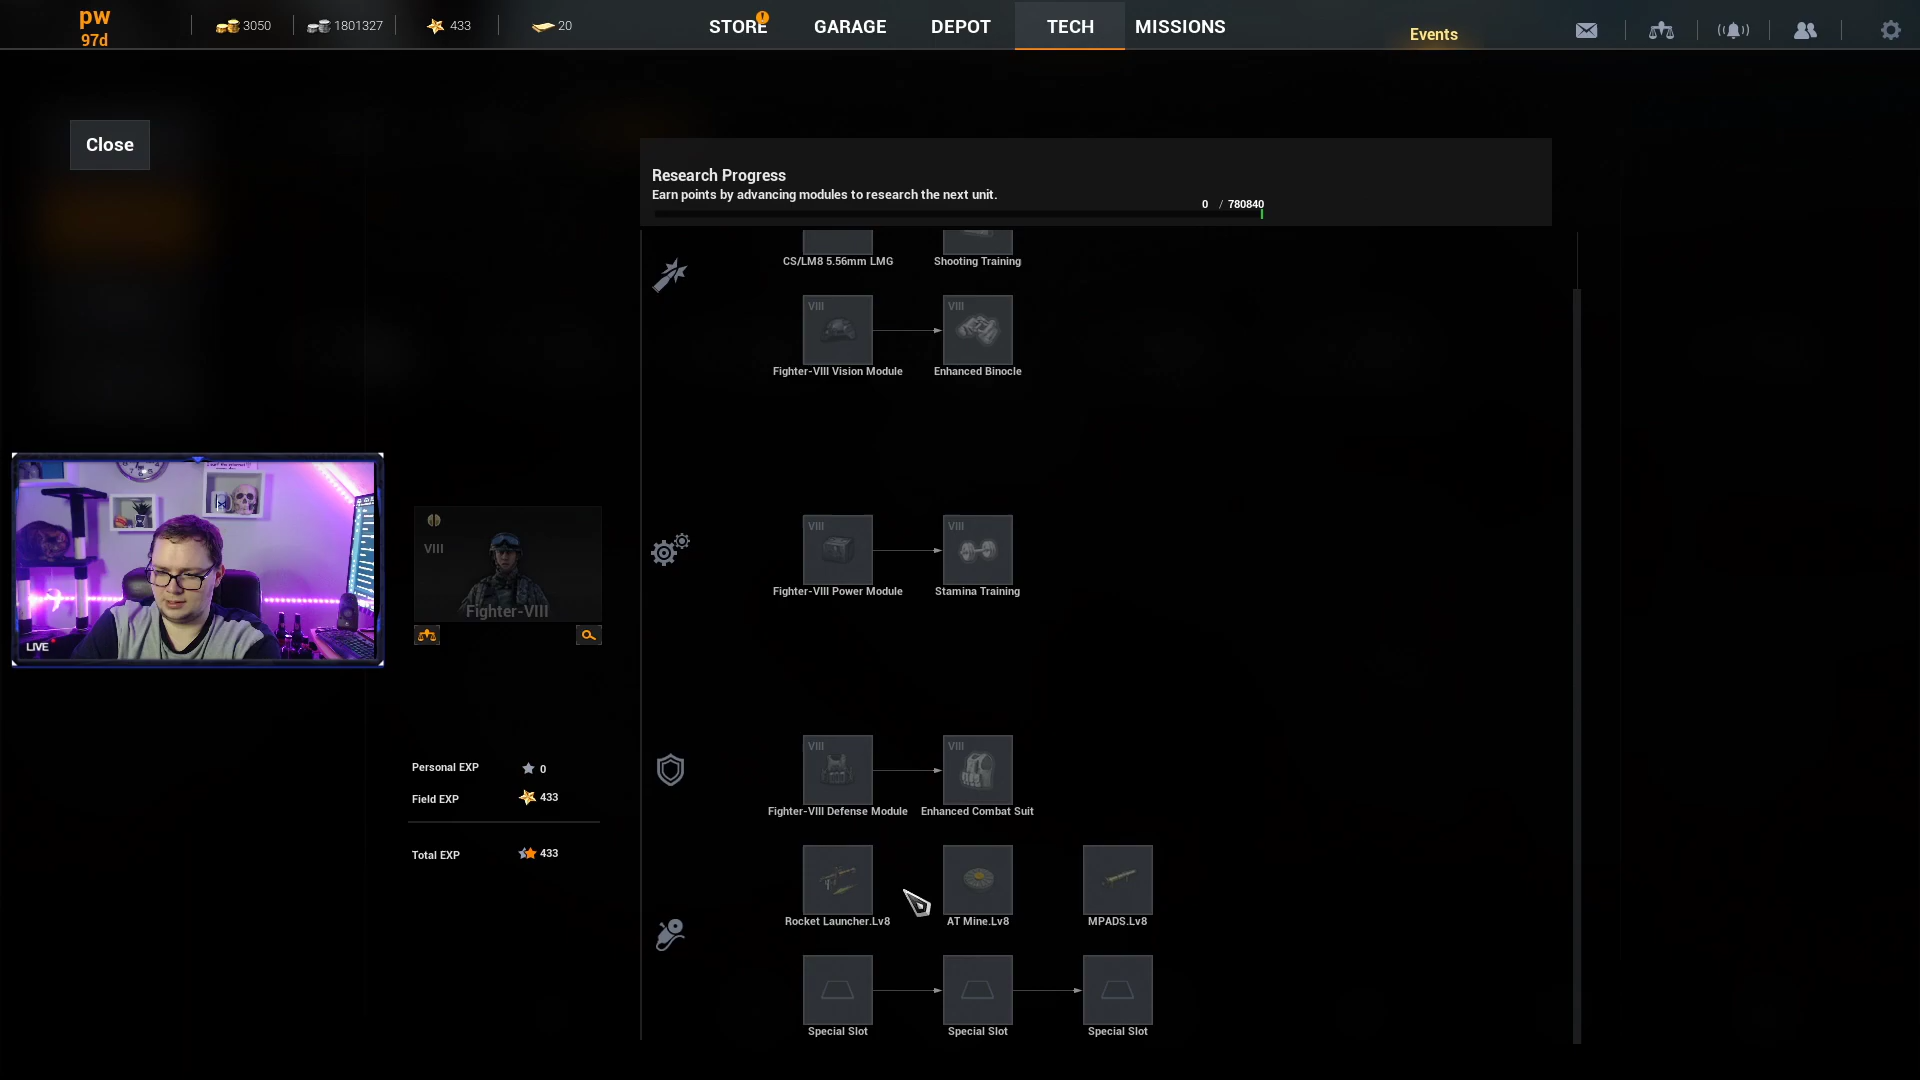 pw
97d
3050
1801327
433
20
STORE
GARAGE
DEPOT
TECH
MISSIONS
Events
Close
Research Progress
Earn points by advancing modules to research the next unit.
0 / 780840
CS/LM8 5.56mm LMG
Shooting Training
VIII
VIII
Fighter-VIII Vision Module
Enhanced Binocle
VIII
VIII
Fighter-VIII Power Module
Stamina Training
LIVE
VIII
Fighter-VIII
VIII
VIII
Fighter-VIII Defense Module
Enhanced Combat Suit
Personal EXP 0
Field EXP 433
Total EXP 433
Rocket Launcher.Lv8
AT Mine.Lv8
MPADS.Lv8
Special Slot
Special Slot
Special Slot